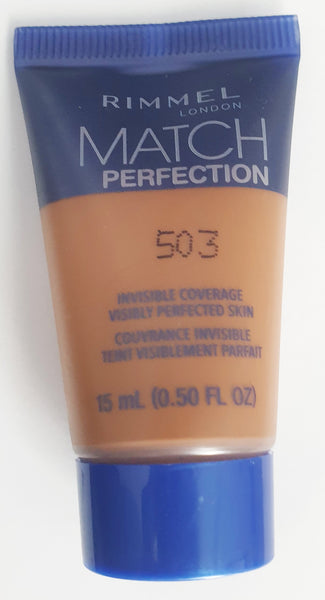 RIMMEL
LONDON
MATCH
PERFECTION
503
INVISIBLE COVERAGE
VISIBLY PERFECTED SKIN
COUVRANCE INVISIBLE
TEINT VISIBLEMENT PARFAIT
15 mL (0.50 FL OZ)